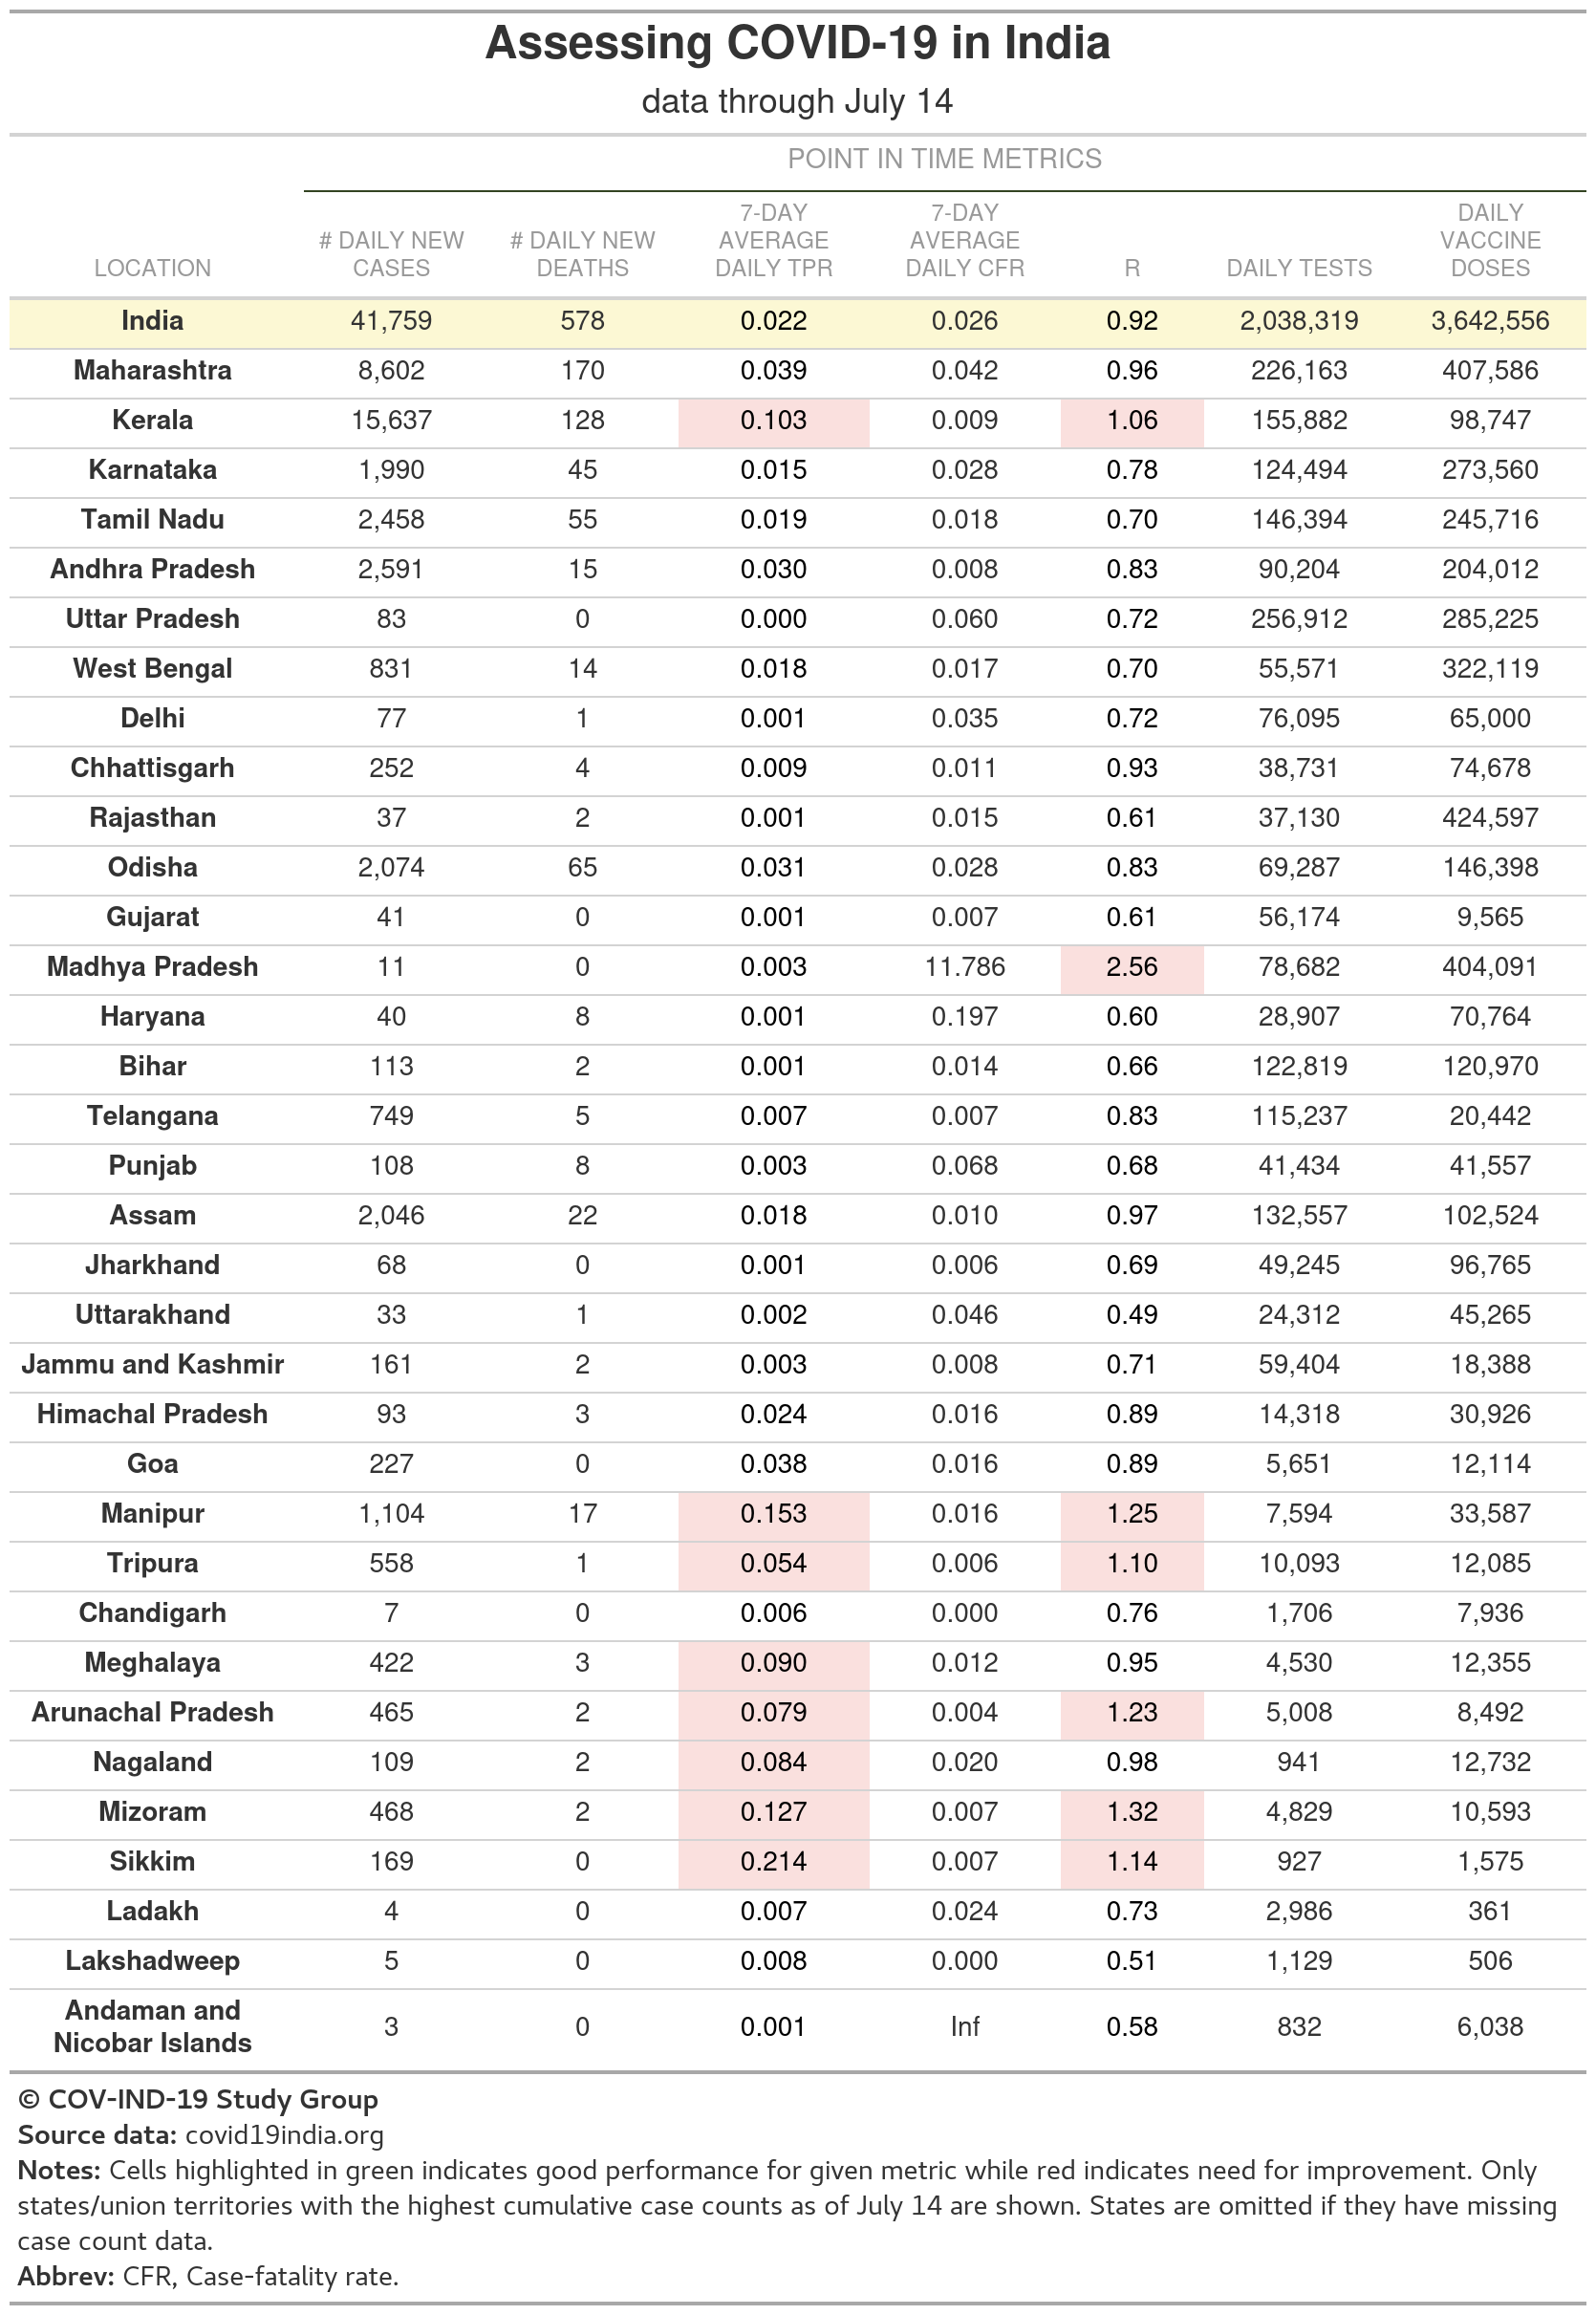 Assessing COVID-19 in India
data through July 14
POINT IN TIME METRICS
LOCATION # DAILY NEW CASES # DAILY NEW DEATHS 7-DAY AVERAGE DAILY TPR 7-DAY AVERAGE DAILY CFR R DAILY TESTS DAILY VACCINE DOSES
India 41,759 578 0.022 0.026 0.92 2,038,319 3,642,556
Maharashtra 8,602 170 0.039 0.042 0.96 226,163 407,586
Kerala 15,637 128 0.103 0.009 1.06 155,882 98,747
Karnataka 1,990 45 0.015 0.028 0.78 124,494 273,560
Tamil Nadu 2,458 55 0.019 0.018 0.70 146,394 245,716
Andhra Pradesh 2,591 15 0.030 0.008 0.83 90,204 204,012
Uttar Pradesh 83 0 0.000 0.060 0.72 256,912 285,225
West Bengal 831 14 0.018 0.017 0.70 55,571 322,119
Delhi 77 1 0.001 0.035 0.72 76,095 65,000
Chhattisgarh 252 4 0.009 0.011 0.93 38,731 74,678
Rajasthan 37 2 0.001 0.015 0.61 37,130 424,597
Odisha 2,074 65 0.031 0.028 0.83 69,287 146,398
Gujarat 41 0 0.001 0.007 0.61 56,174 9,565
Madhya Pradesh 11 0 0.003 11.786 2.56 78,682 404,091
Haryana 40 8 0.001 0.197 0.60 28,907 70,764
Bihar 113 2 0.001 0.014 0.66 122,819 120,970
Telangana 749 5 0.007 0.007 0.83 115,237 20,442
Punjab 108 8 0.003 0.068 0.68 41,434 41,557
Assam 2,046 22 0.018 0.010 0.97 132,557 102,524
Jharkhand 68 0 0.001 0.006 0.69 49,245 96,765
Uttarakhand 33 1 0.002 0.046 0.49 24,312 45,265
Jammu and Kashmir 161 2 0.003 0.008 0.71 59,404 18,388
Himachal Pradesh 93 3 0.024 0.016 0.89 14,318 30,926
Goa 227 0 0.038 0.016 0.89 5,651 12,114
Manipur 1,104 17 0.153 0.016 1.25 7,594 33,587
Tripura 558 1 0.054 0.006 1.10 10,093 12,085
Chandigarh 7 0 0.006 0.000 0.76 1,706 7,936
Meghalaya 422 3 0.090 0.012 0.95 4,530 12,355
Arunachal Pradesh 465 2 0.079 0.004 1.23 5,008 8,492
Nagaland 109 2 0.084 0.020 0.98 941 12,732
Mizoram 468 2 0.127 0.007 1.32 4,829 10,593
Sikkim 169 0 0.214 0.007 1.14 927 1,575
Ladakh 4 0 0.007 0.024 0.73 2,986 361
Lakshadweep 5 0 0.008 0.000 0.51 1,129 506
Andaman and Nicobar Islands 3 0 0.001 Inf 0.58 832 6,038
© COV-IND-19 Study Group
Source data: covid19india.org
Notes: Cells highlighted in green indicates good performance for given metric while red indicates need for improvement. Only
states/union territories with the highest cumulative case counts as of July 14 are shown. States are omitted if they have missing
case count data.
Abbrev: CFR, Case-fatality rate.